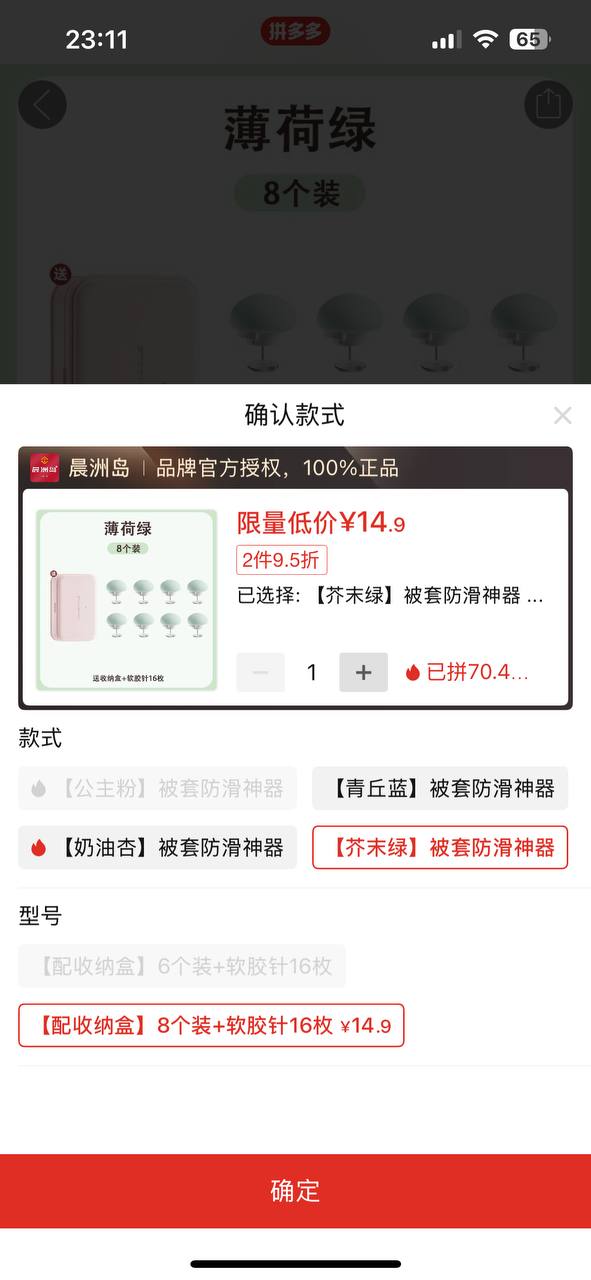 23:11
拼多多
65
薄荷绿
8个装
送
确认款式
晨洲岛
晨洲岛 品牌官方授权，100%正品
薄荷绿
8个装
送收纳盒+软胶针16枚
限量低价¥14.9
2件9.5折
已选择: 【芥末绿】被套防滑神器 ...
1
已拼70.4...
款式
【公主粉】被套防滑神器
【青丘蓝】被套防滑神器
【奶油杏】被套防滑神器
【芥末绿】被套防滑神器
型号
【配收纳盒】6个装+软胶针16枚
【配收纳盒】8个装+软胶针16枚 ¥14.9
确定